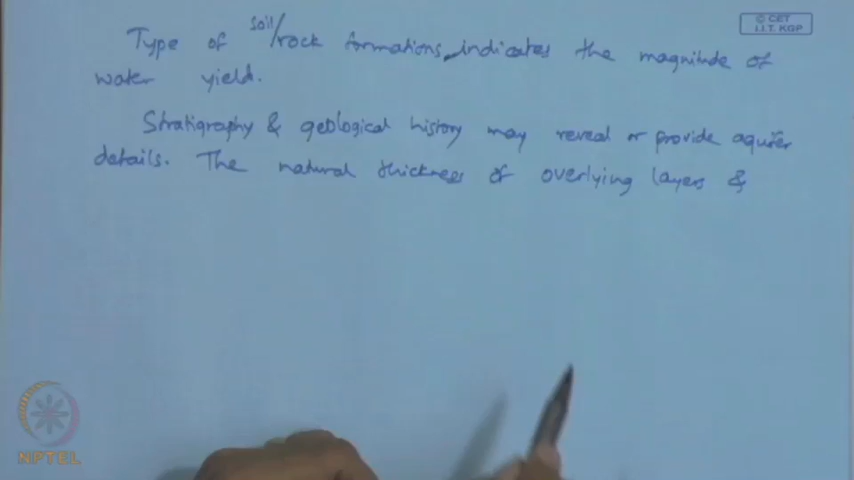 © CET
I.I.T. KGP
Type of soil/rock formations indicates the magnitude of
water yield.
Stratigraphy & geological history may reveal or provide aquifer
details. The natural thickness of overlying layers &
NPTEL